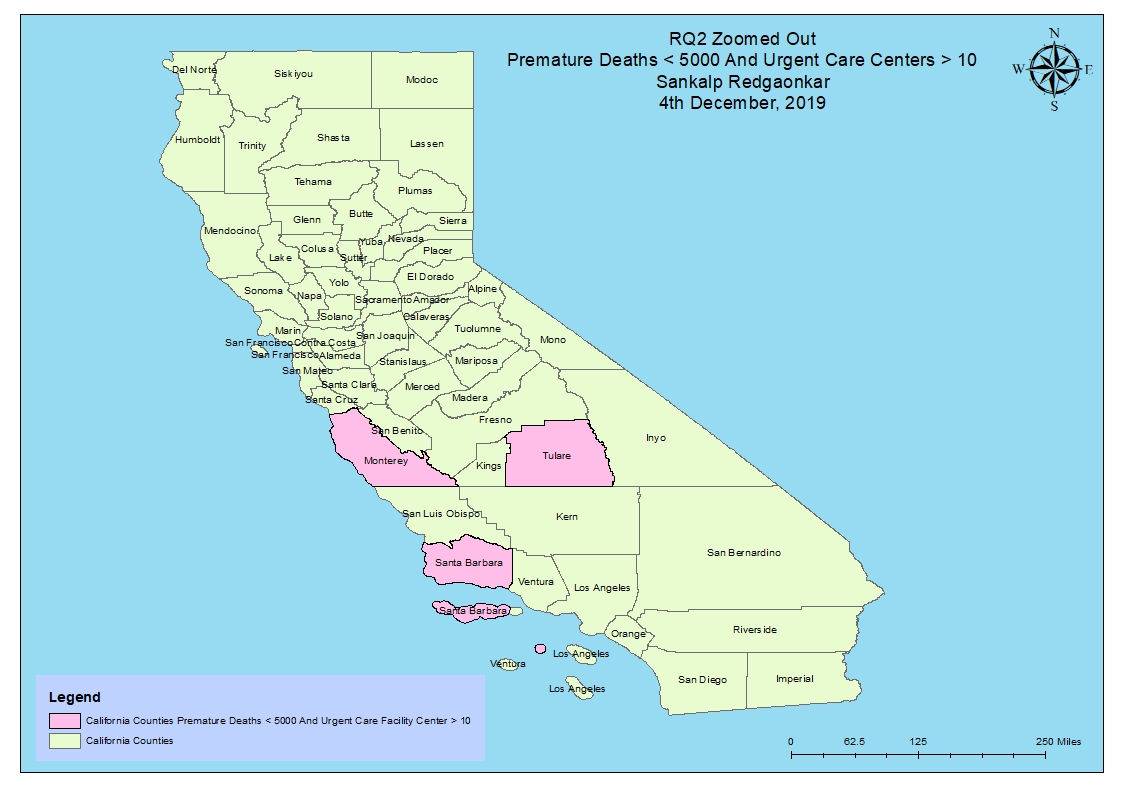 RQ2 Zoomed Out
Premature Deaths < 5000 And Urgent Care Centers > 10
Sankalp Redgaonkar
4th December, 2019
N
W E
S
Del Norte
Siskiyou
Modoc
Humboldt
Trinity
Shasta
Lassen
Tehama
Plumas
Mendocino
Glenn
Butte
Sierra
Lake
Colusa
Sutter
Yuba
Nevada
Placer
Sonoma
Napa
Yolo
El Dorado
Alpine
Solano
Sacramento
Amador
Calaveras
Marin
San Joaquin
Tuolumne
Mono
San Francisco
Contra Costa
San Francisco
Alameda
Stanislaus
Mariposa
San Mateo
Santa Clara
Merced
Madera
Santa Cruz
Fresno
San Benito
Inyo
Monterey
Kings
Tulare
San Luis Obispo
Kern
San Bernardino
Santa Barbara
Ventura
Los Angeles
Santa Barbara
Orange
Riverside
Ventura
Los Angeles
San Diego
Imperial
Los Angeles
Legend
California Counties Premature Deaths < 5000 And Urgent Care Facility Center > 10
California Counties
0 62.5 125 250 Miles